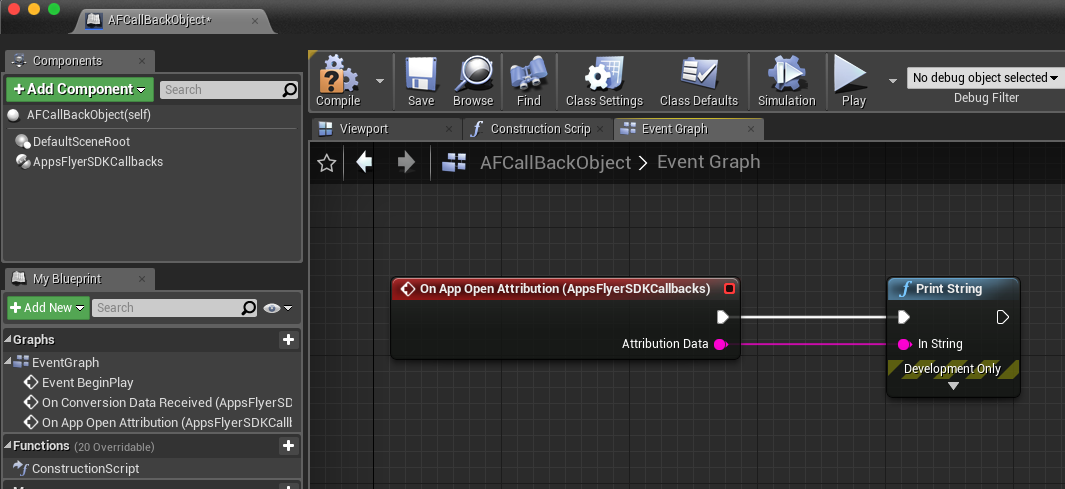 AFCallBackObject*
Components
+Add Component
Search
AFCallBackObject(self)
DefaultSceneRoot
AppsFlyerSDKCallbacks
My Blueprint
+Add New
Search
Graphs
EventGraph
Event BeginPlay
On Conversion Data Received (AppsFlyerSD
On App Open Attribution (AppsFlyerSDKCall
Functions (20 Overridable)
ConstructionScript
Compile
Save
Browse
Find
Class Settings
Class Defaults
Simulation
Play
No debug object selected
Debug Filter
Viewport
Construction Scrip
Event Graph
AFCallBackObject > Event Graph
On App Open Attribution (AppsFlyerSDKCallbacks)
Attribution Data
Print String
In String
Development Only